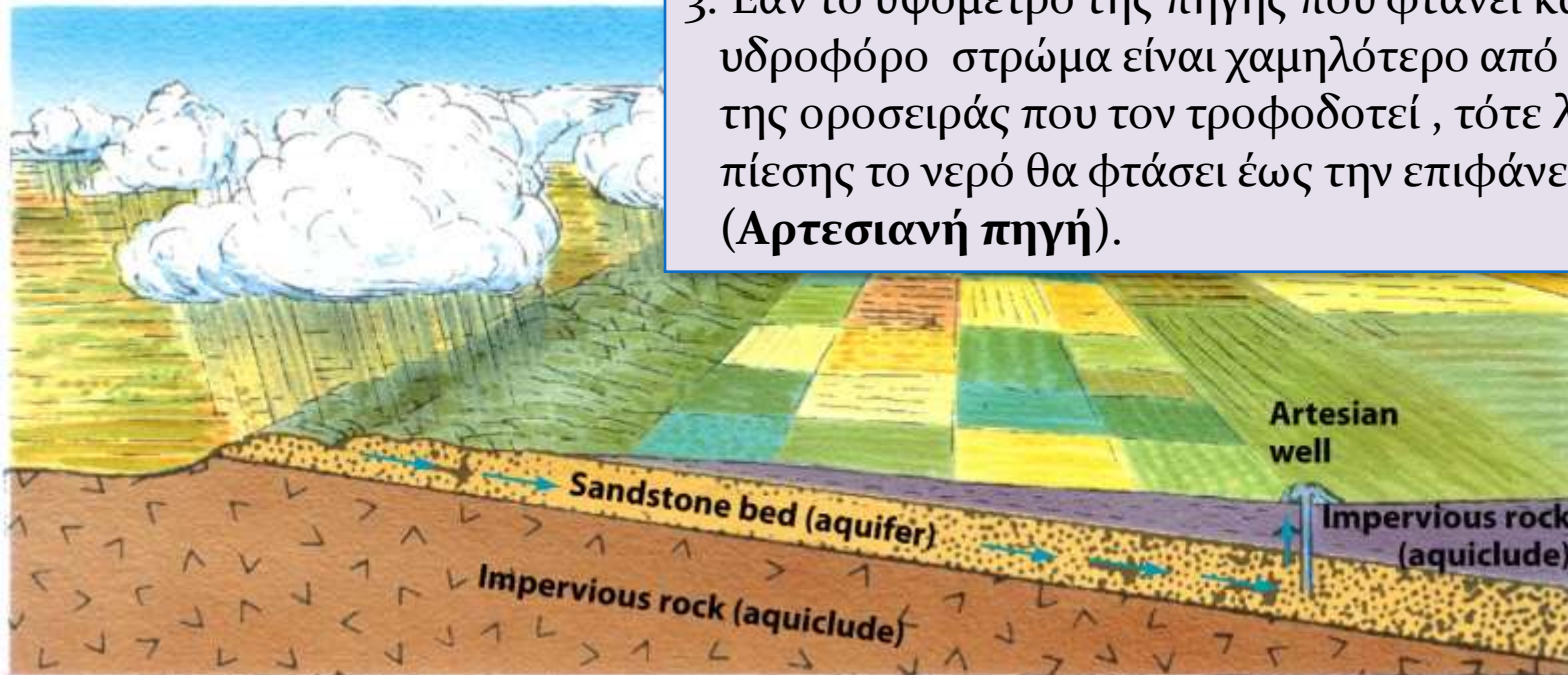 3. Εάν το υψόμετρο της πηγής που φτάνει
υδροφόρο στρώμα είναι χαμηλότερο από
της οροσειράς που τον τροφοδοτεί , τότε
πίεσης το νερό θα φτάσει έως την
(Αρτεσιανή πηγή).
Artesian
well
Sandstone bed (aquifer)
Impervious rock
(aquiclude)
Impervious rock (aquiclude)